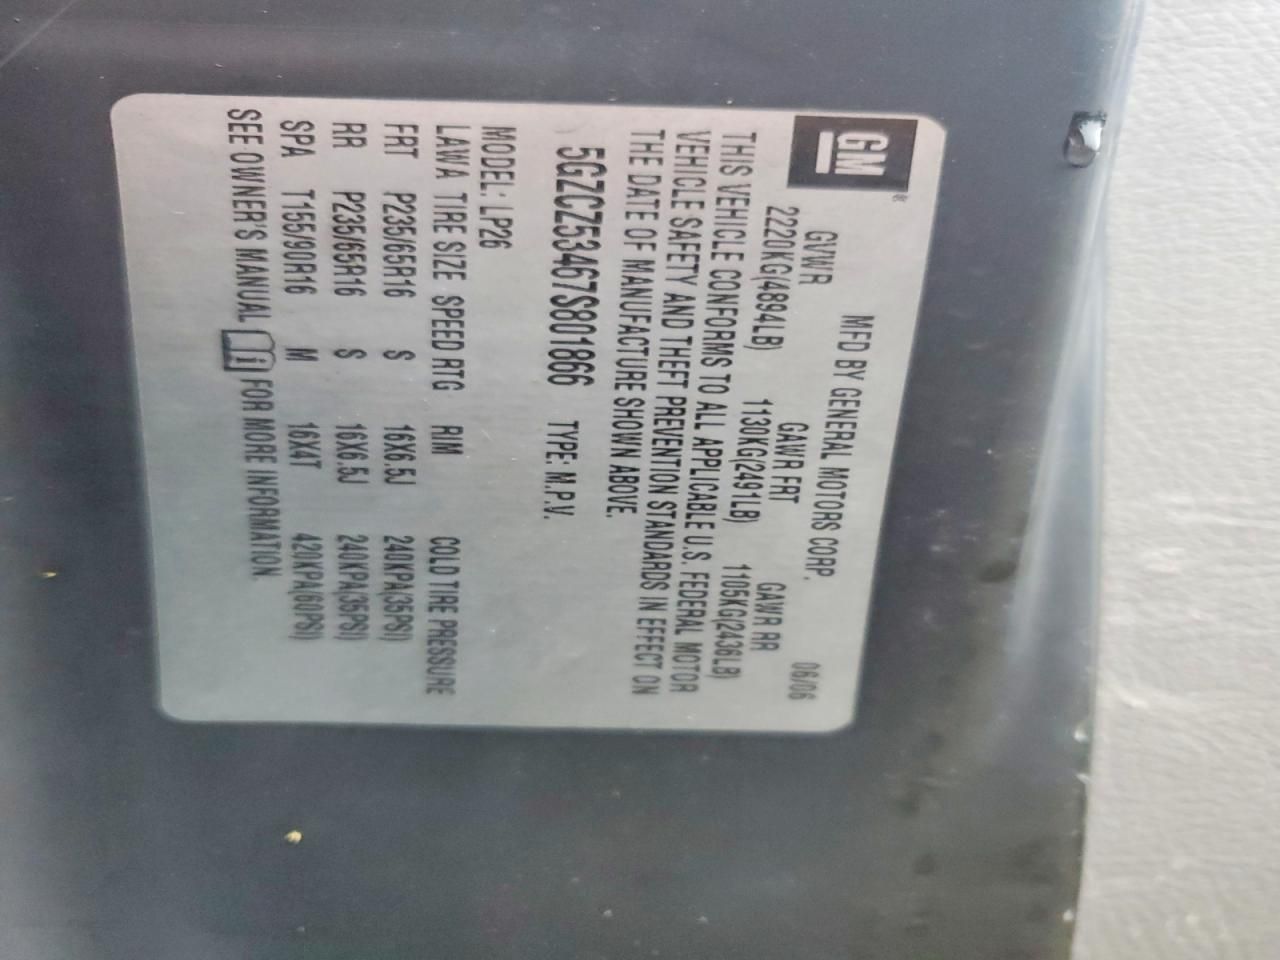 GM ®
MFD BY GENERAL MOTORS CORP. 06/06
GVWR GAWR FRT GAWR RR
2220KG(4894LB) 1130KG(2491LB) 1105KG(2436LB)
THIS VEHICLE CONFORMS TO ALL APPLICABLE U.S. FEDERAL MOTOR
VEHICLE SAFETY AND THEFT PREVENTION STANDARDS IN EFFECT ON
THE DATE OF MANUFACTURE SHOWN ABOVE.
5GZCZ53467S801866 TYPE: M.P.V.
MODEL: LP26
LAWA TIRE SIZE SPEED RTG RIM COLD TIRE PRESSURE
FRT P235/65R16 S 16X6.5J 240KPA(35PSI)
RR P235/65R16 S 16X6.5J 240KPA(35PSI)
SPA T155/90R16 M 16X4T 420KPA(60PSI)
SEE OWNER'S MANUAL i FOR MORE INFORMATION.